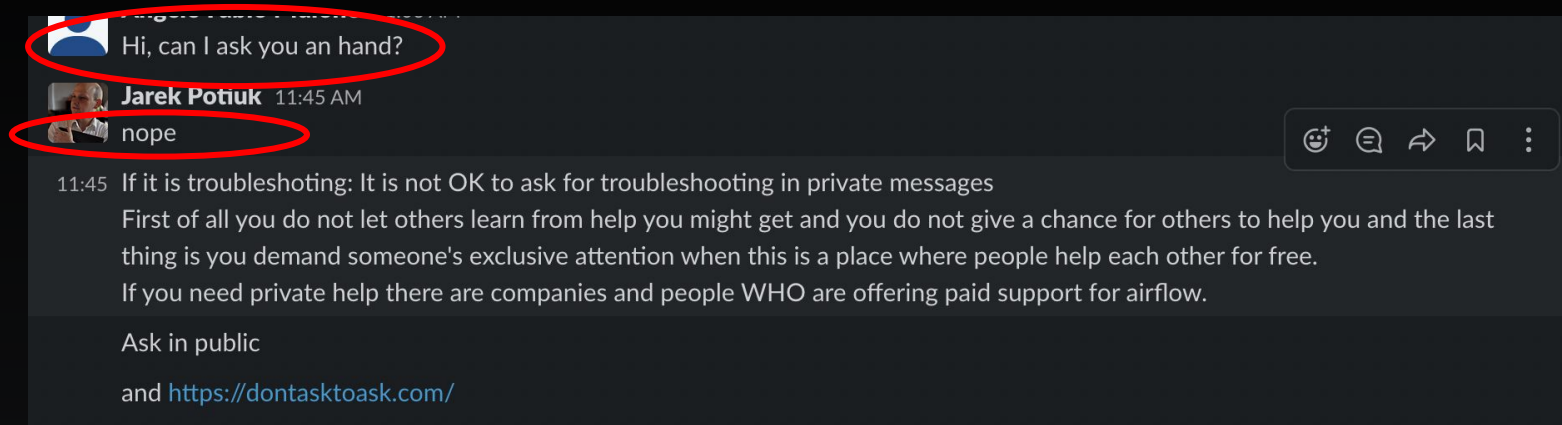 Hi, can I ask you an hand?
Jarek Potiuk 11:45 AM
nope
11:45 If it is troubleshoting: It is not OK to ask for troubleshooting in private messages
First of all you do not let others learn from help you might get and you do not give a chance for others to help you and the last
thing is you demand someone's exclusive attention when this is a place where people help each other for free.
If you need private help there are companies and people WHO are offering paid support for airflow.
Ask in public
and https://dontasktoask.com/